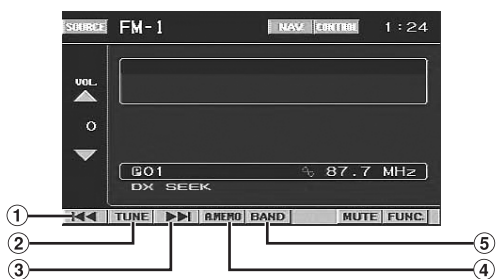 SOURCE FM-1 NAV. CONTROL 1:24
VOL.
0
P01 87.7 MHz
DX SEEK
TUNE A.MEMO BAND MUTE FUNC.
1 5
2 4
3